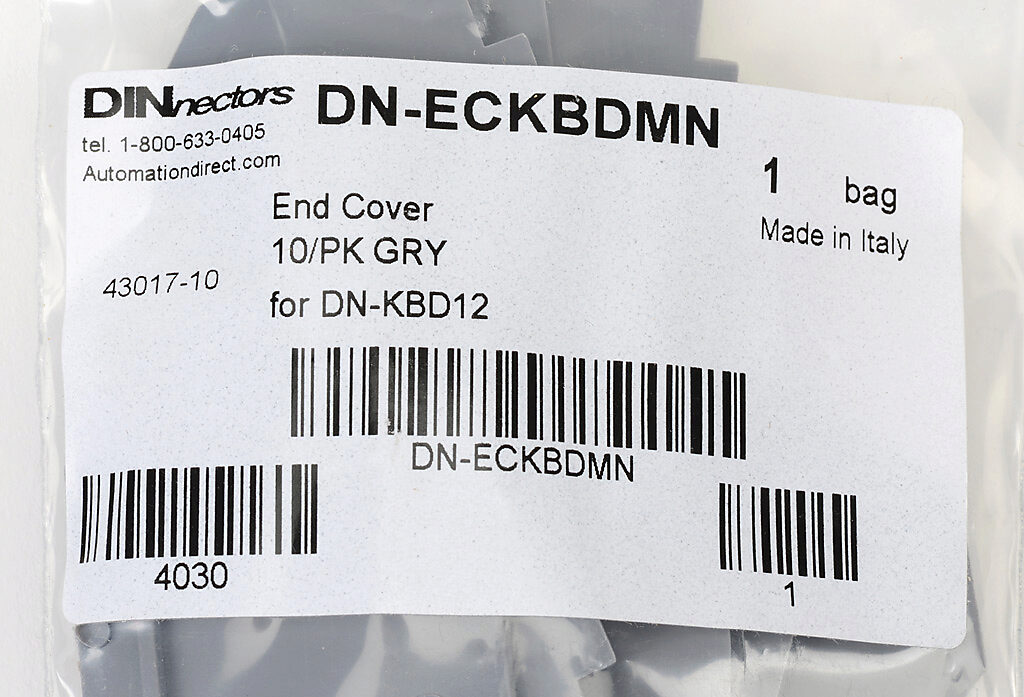 DINnectors
DN-ECKBDMN
tel. 1-800-633-0405
Automationdirect.com
1 bag
Made in Italy
End Cover
10/PK GRY
43017-10
for DN-KBD12
DN-ECKBDMN
4030
1